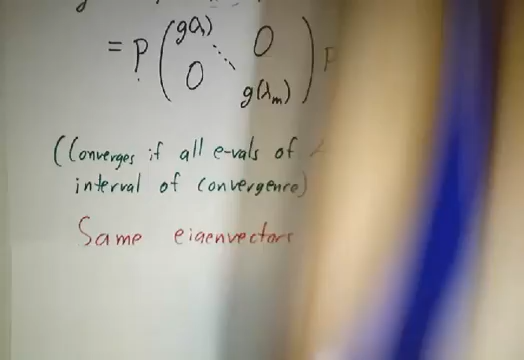 = P ( g(λ₁) ⋱ 0
0 g(λₘ) ) P
(Converges if all e-vals of
interval of convergence)
Same eigenvectors